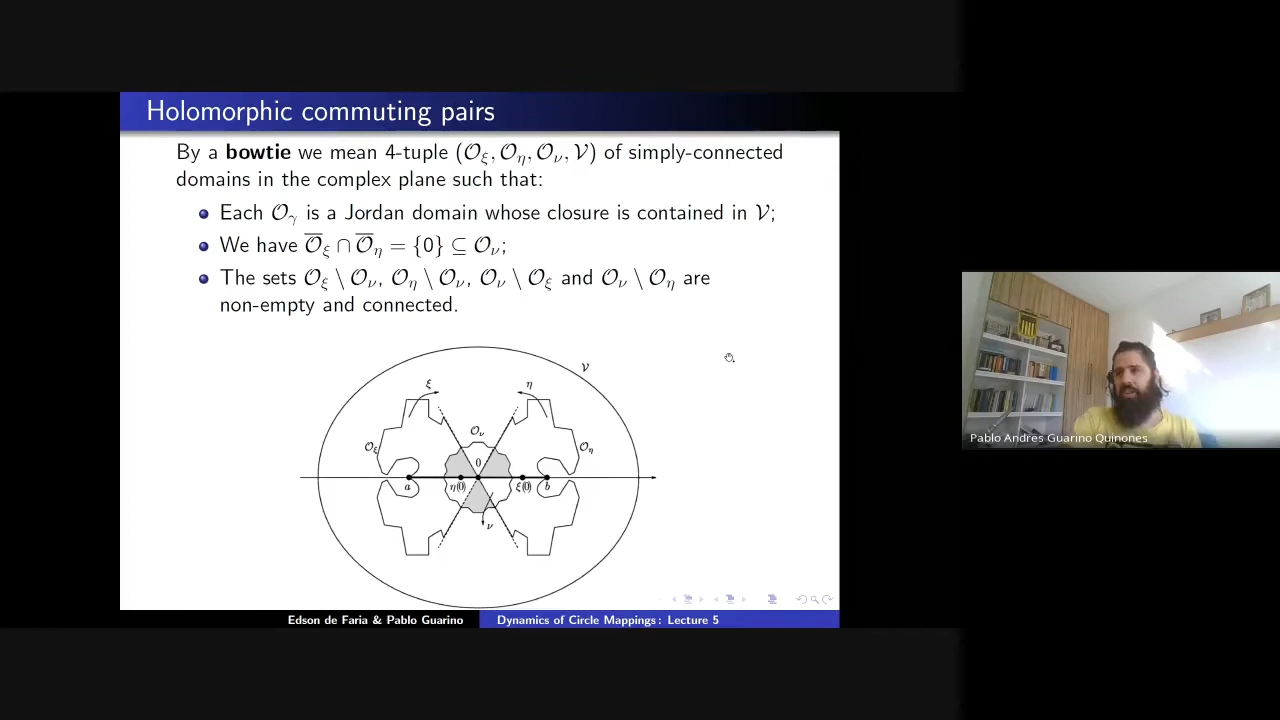 Holomorphic commuting pairs
By a bowtie we mean 4-tuple (𝒪_ξ, 𝒪_η, 𝒪_ν, 𝒱) of simply-connected
domains in the complex plane such that:
Each 𝒪_γ is a Jordan domain whose closure is contained in 𝒱;
We have 𝒪̅_ξ ∩ 𝒪̅_η = {0} ⊆ 𝒪_ν;
The sets 𝒪_ξ \ 𝒪_ν, 𝒪_η \ 𝒪_ν, 𝒪_ν \ 𝒪_ξ and 𝒪_ν \ 𝒪_η are
non-empty and connected.
𝒱
ξ η
𝒪_ξ 𝒪_ν 𝒪_η
0
a η(0) ξ(0) b
ν
Edson de Faria & Pablo Guarino Dynamics of Circle Mappings: Lecture 5
Pablo Andres Guarino Quinones